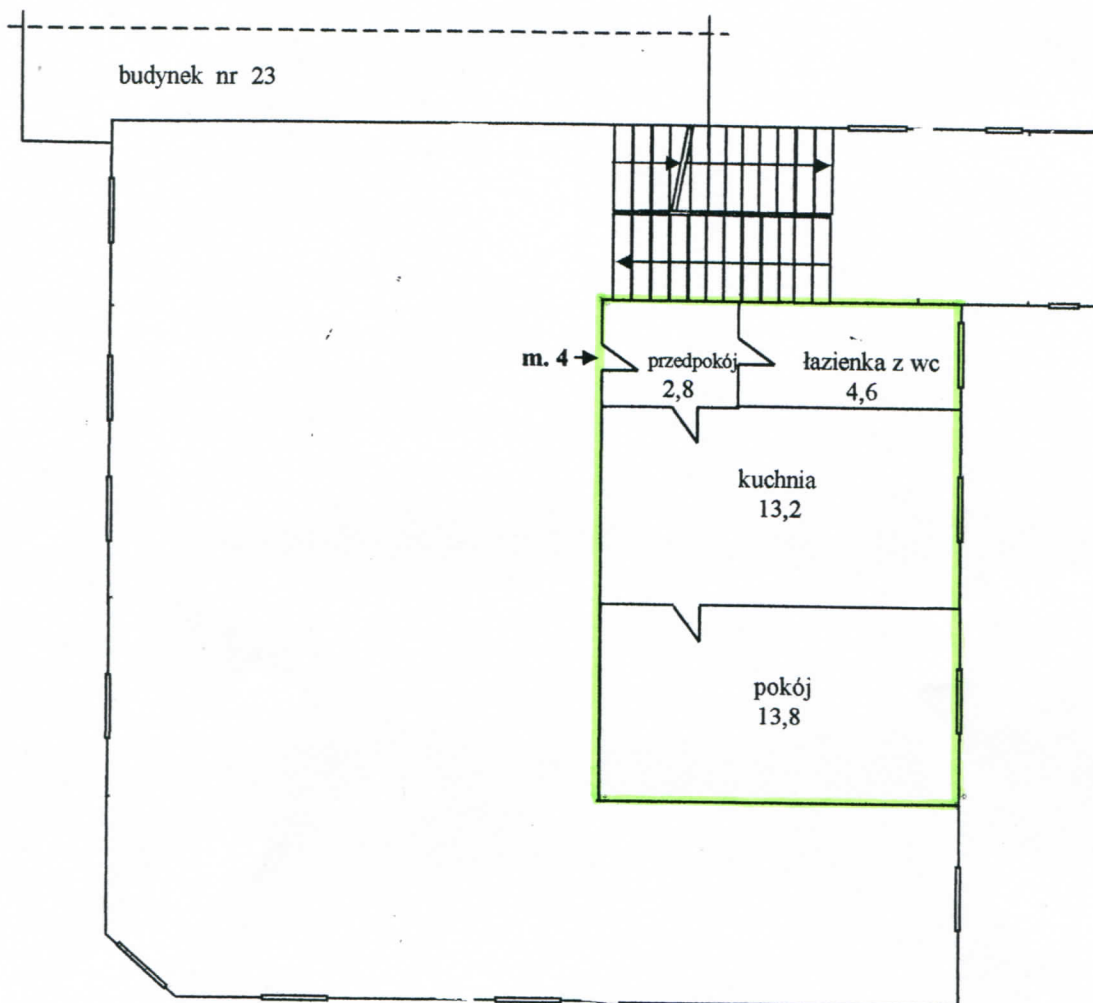 budynek nr 23
m. 4
przedpokój
2,8
łazienka z wc
4,6
kuchnia
13,2
pokój
13,8